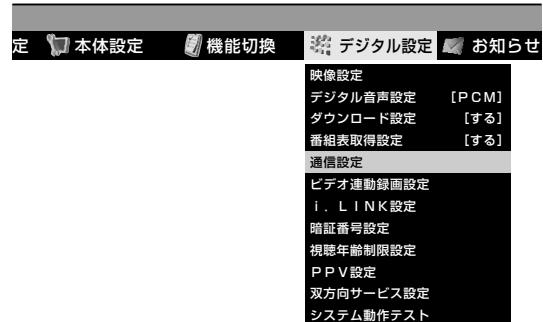 定 本体設定 機能切換 デジタル設定 お知らせ
映像設定
デジタル音声設定 [PCM]
ダウンロード設定 [する]
番組表取得設定 [する]
通信設定
ビデオ連動録画設定
i.LINK設定
暗証番号設定
視聴年齢制限設定
PPV設定
双方向サービス設定
システム動作テスト